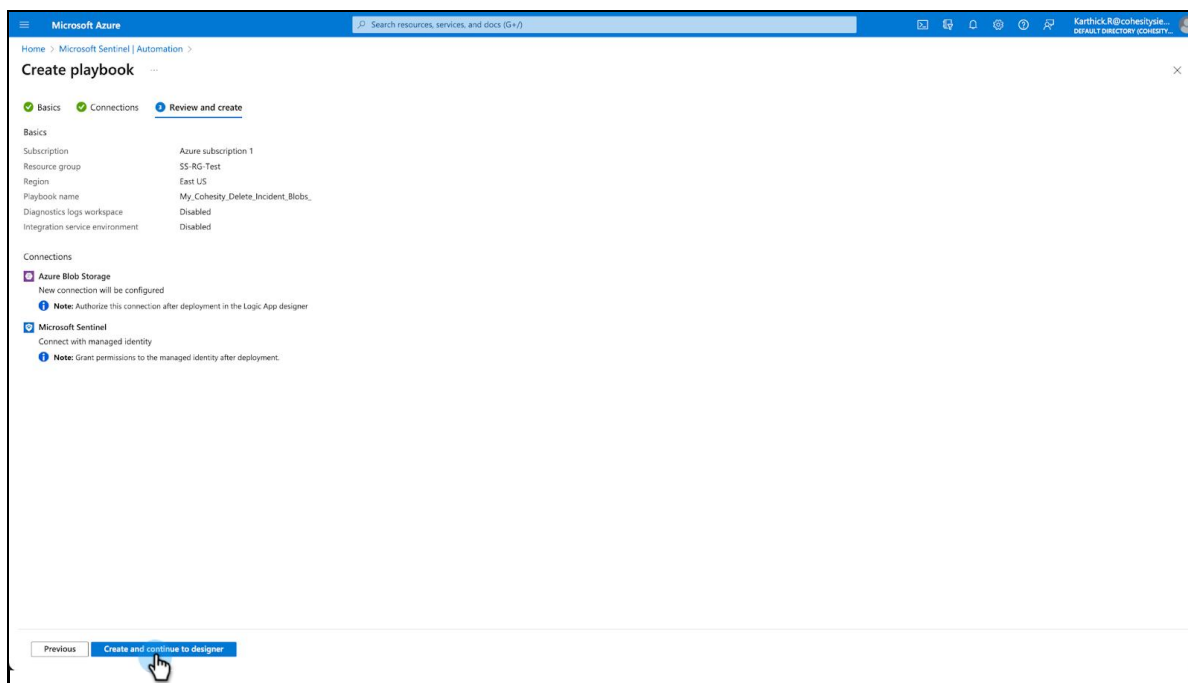 Microsoft Azure
Search resources, services, and docs (G+/)
Karthick.R@cohesitysie...
DEFAULT DIRECTORY (COHESITY...
Home > Microsoft Sentinel | Automation >
Create playbook ...
Basics Connections 3 Review and create
Basics
Subscription Azure subscription 1
Resource group SS-RG-Test
Region East US
Playbook name My_Cohesity_Delete_Incident_Blobs_
Diagnostics logs workspace Disabled
Integration service environment Disabled
Connections
Azure Blob Storage
New connection will be configured
Note: Authorize this connection after deployment in the Logic App designer
Microsoft Sentinel
Connect with managed identity
Note: Grant permissions to the managed identity after deployment.
Previous Create and continue to designer